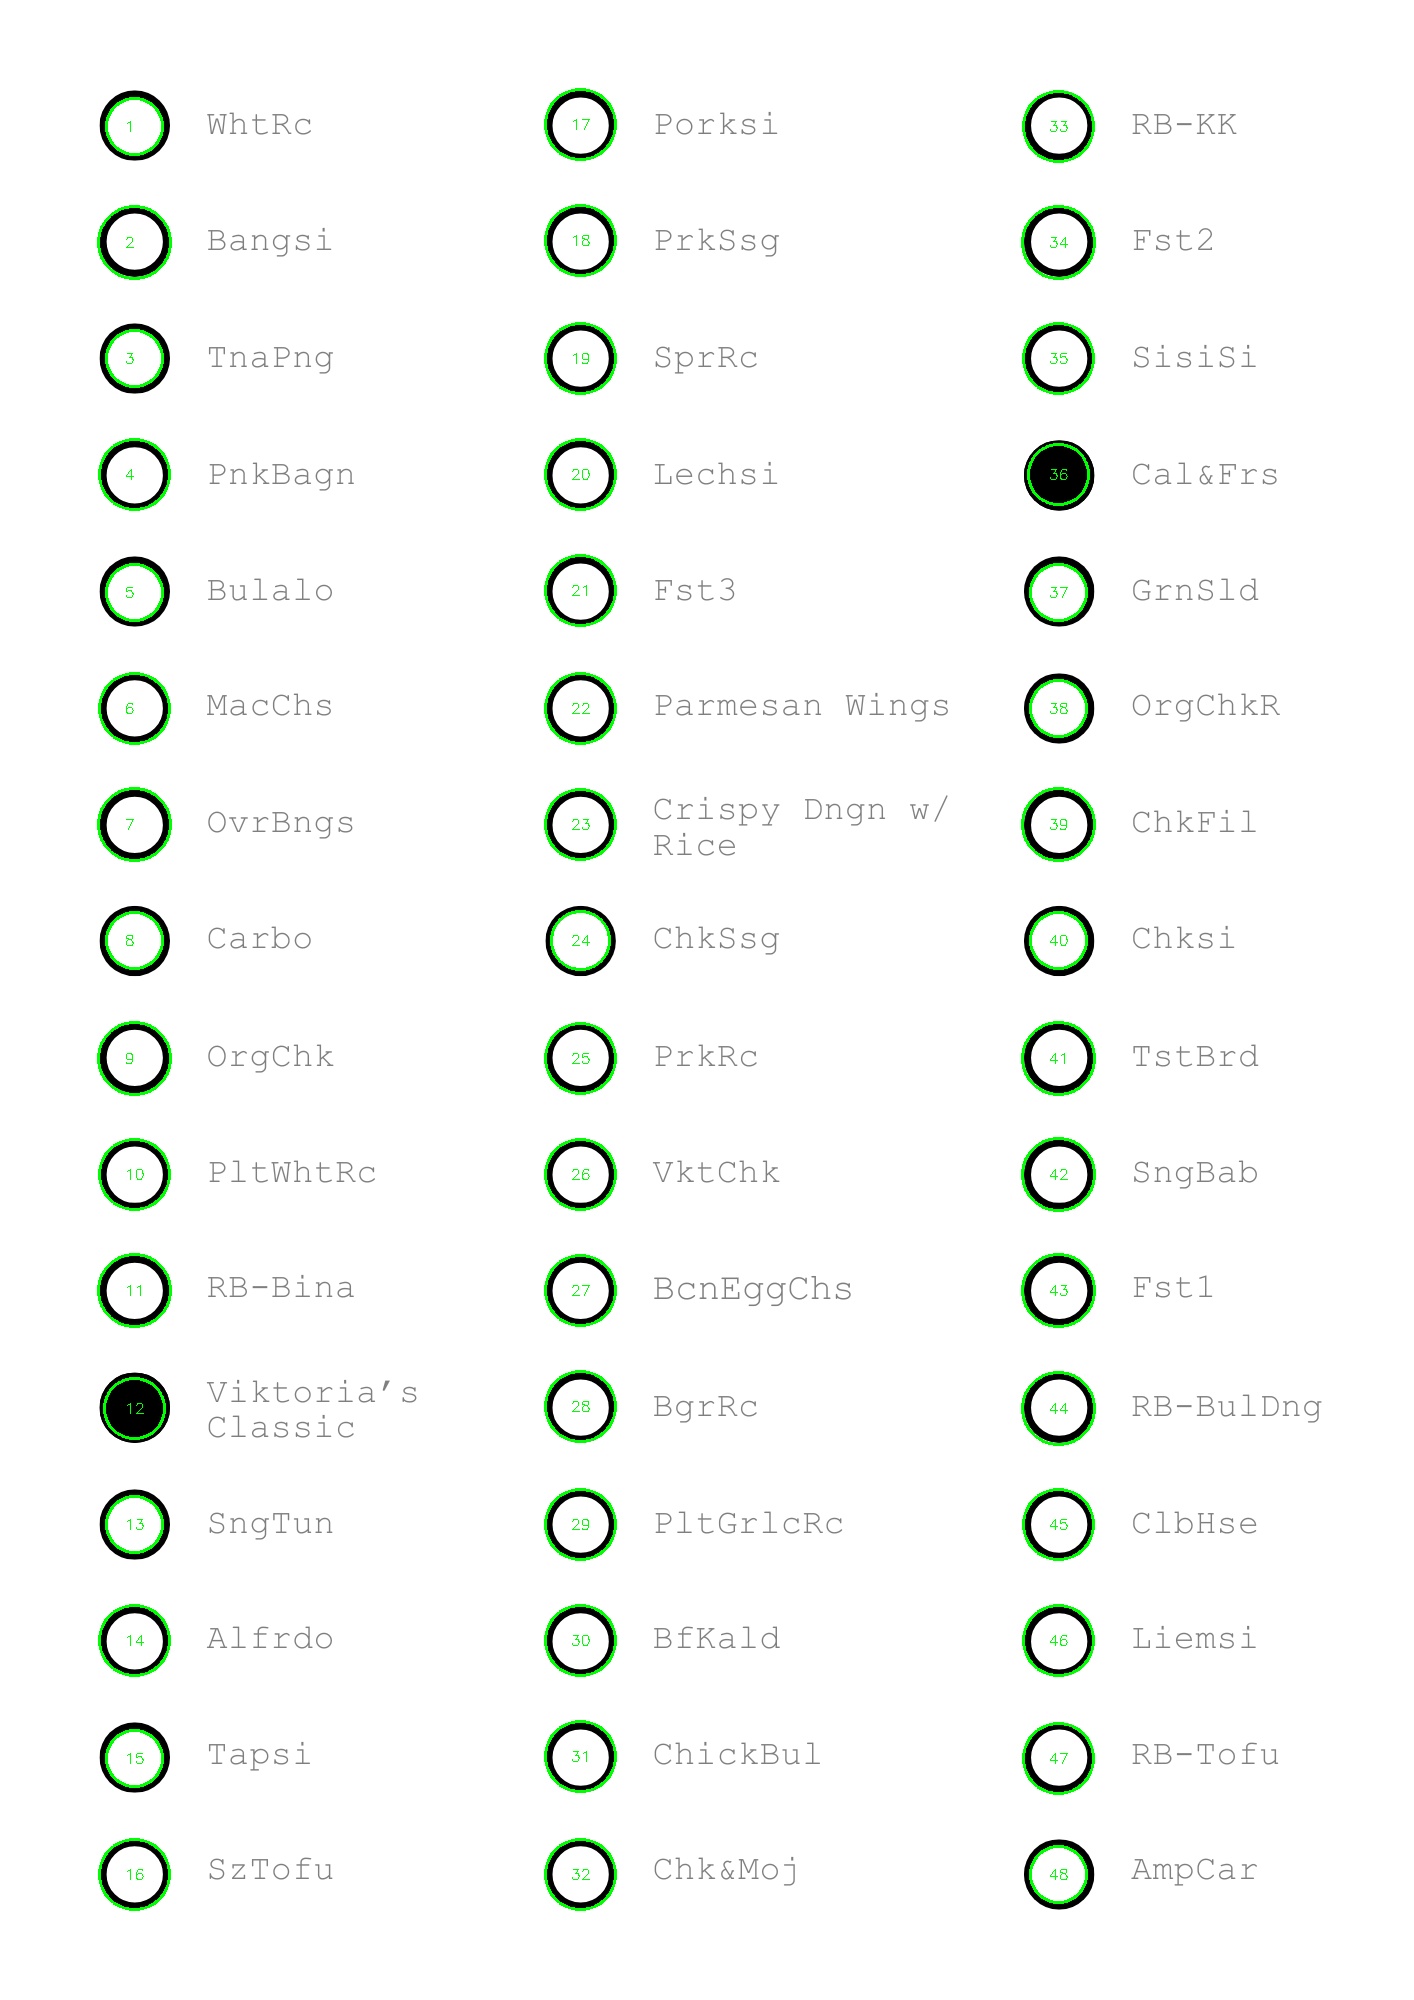 1 WhtRc
2 Bangsi
3 TnaPng
4 PnkBagn
5 Bulalo
6 MacChs
7 OvrBngs
8 Carbo
9 OrgChk
10 PltWhtRc
11 RB-Bina
12 Viktoria’s
Classic
13 SngTun
14 Alfrdo
15 Tapsi
16 SzTofu
17 Porksi
18 PrkSsg
19 SprRc
20 Lechsi
21 Fst3
22 Parmesan Wings
23 Crispy Dngn w/
Rice
24 ChkSsg
25 PrkRc
26 VktChk
27 BcnEggChs
28 BgrRc
29 PltGrlcRc
30 BfKald
31 ChickBul
32 Chk&Moj
33 RB-KK
34 Fst2
35 SisiSi
36 Cal&Frs
37 GrnSld
38 OrgChkR
39 ChkFil
40 Chksi
41 TstBrd
42 SngBab
43 Fst1
44 RB-BulDng
45 ClbHse
46 Liemsi
47 RB-Tofu
48 AmpCar